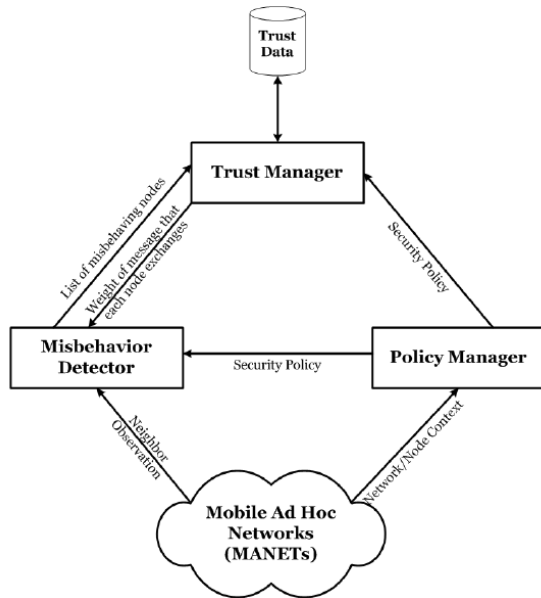 Trust
Data
Trust Manager
List of misbehaving nodes
Weight of message that
each node exchanges
Security Policy
Misbehavior
Detector
Security Policy
Policy Manager
Neighbor
Observation
Network/Node Context
Mobile Ad Hoc
Networks
(MANETs)